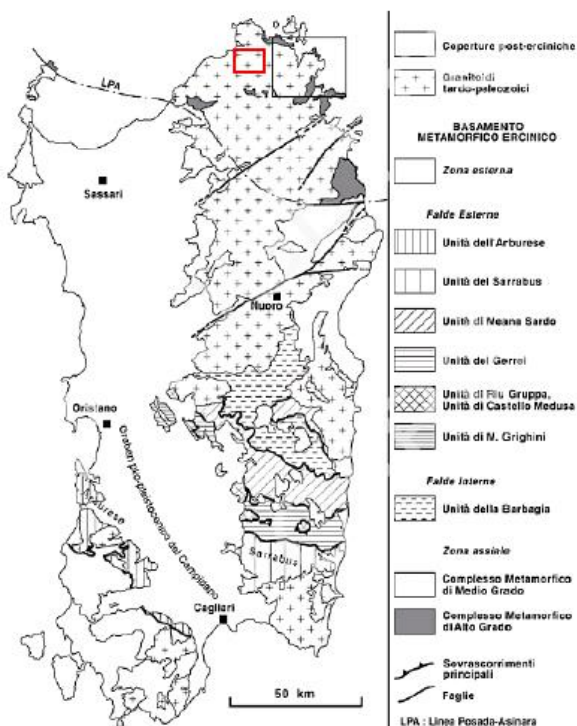 LPA
Sassari
Nuoro
Oristano
Graben plio-pleistocenico del Campidano
Arburese
Sarrabus
Cagliari
50 km
Coperture post-erciniche
Granitoidi
tardo-paleozoici
BASAMENTO
METAMORFICO ERCINICO
Zona esterna
Falde Esterne
Unità dell'Arburese
Unità del Sarrabus
Unità di Meana Sardo
Unità del Gerrei
Unità di Riu Gruppa,
Unità di Castello Medusa
Unità di M. Grighini
Falde Interne
Unità della Barbagia
Zona assiale
Complesso Metamorfico
di Medio Grado
Complesso Metamorfico
di Alto Grado
Sovrascorrimenti
principali
Faglie
LPA : Linea Posada-Asinara